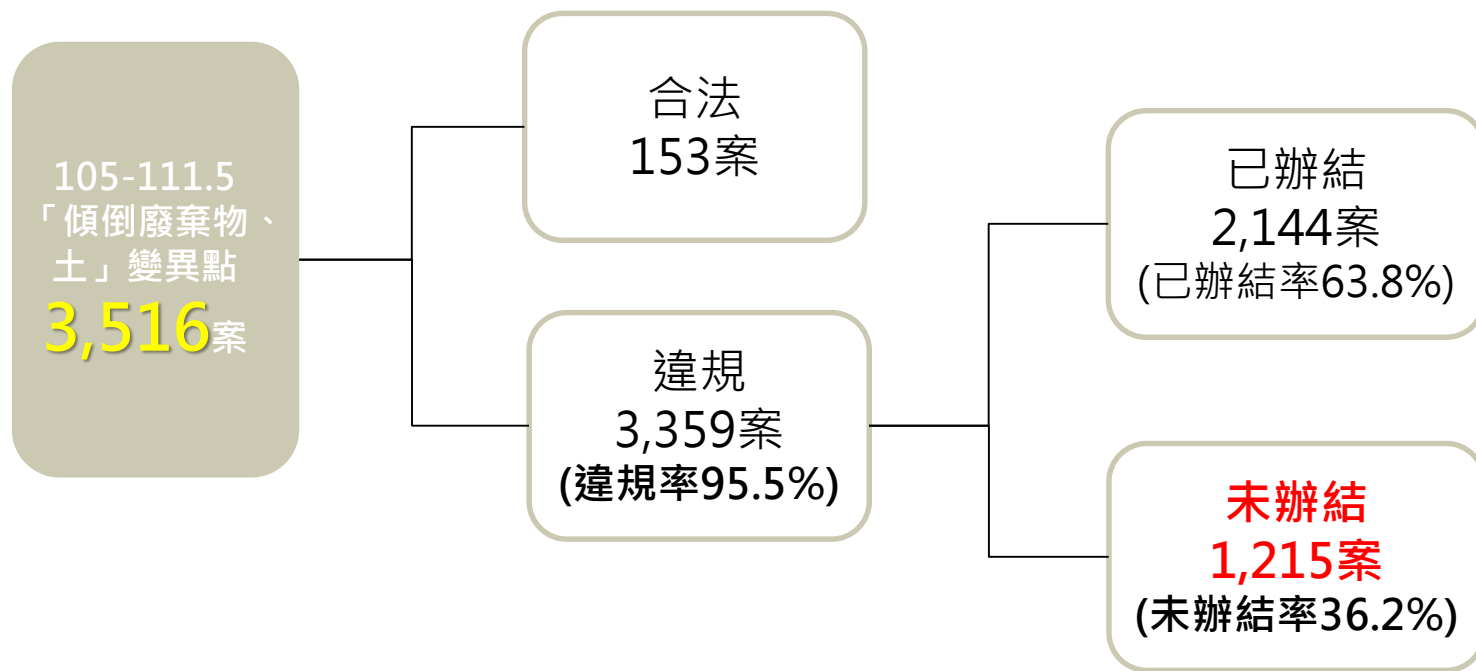 105-111.5
「傾倒廢棄物、
土」變異點
3,516案
合法
153案
違規
3,359案
(違規率95.5%)
已辦結
2,144案
(已辦結率63.8%)
未辦結
1,215案
(未辦結率36.2%)